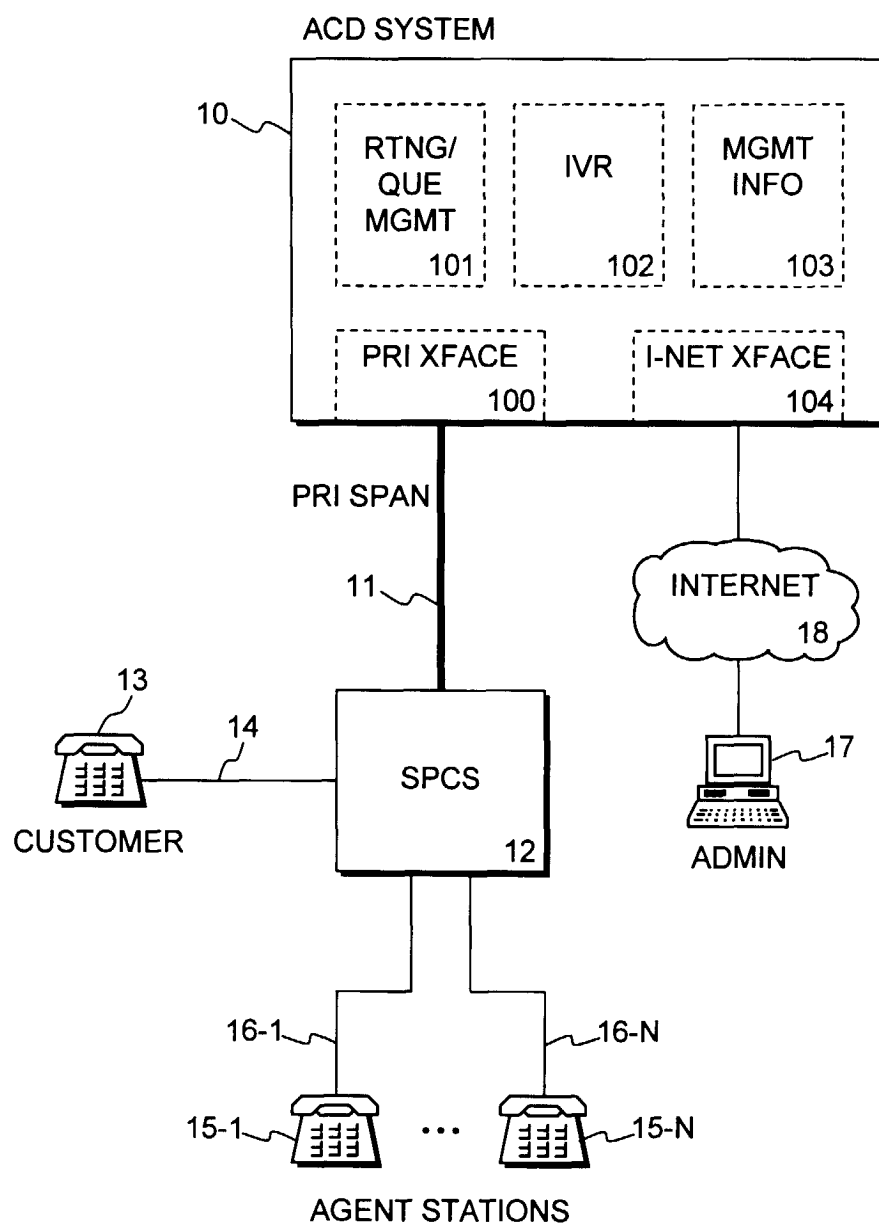 ACD SYSTEM
10
RTNG/
QUE
MGMT
101
IVR
102
MGMT
INFO
103
PRI XFACE
100
I-NET XFACE
104
PRI SPAN
11
INTERNET
18
13
14
CUSTOMER
SPCS
12
17
ADMIN
16-1
16-N
15-1
...
15-N
AGENT STATIONS